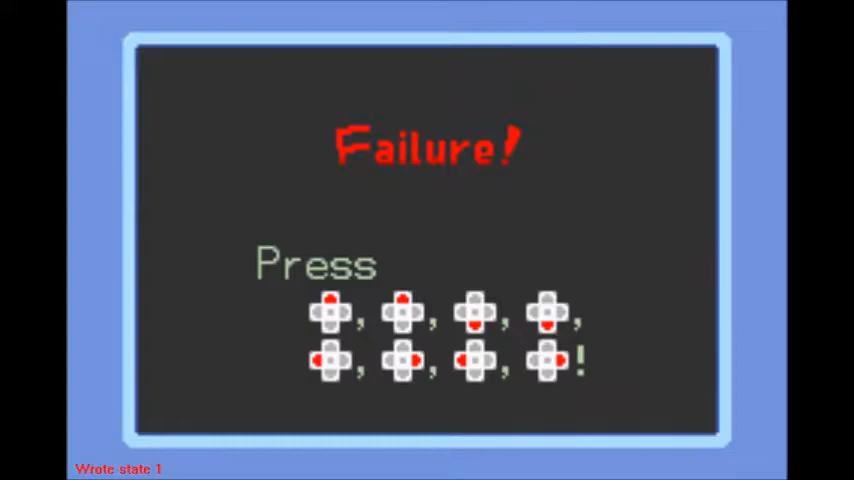 Failure!
Press
, , , ,
, , , !
Wrote state 1